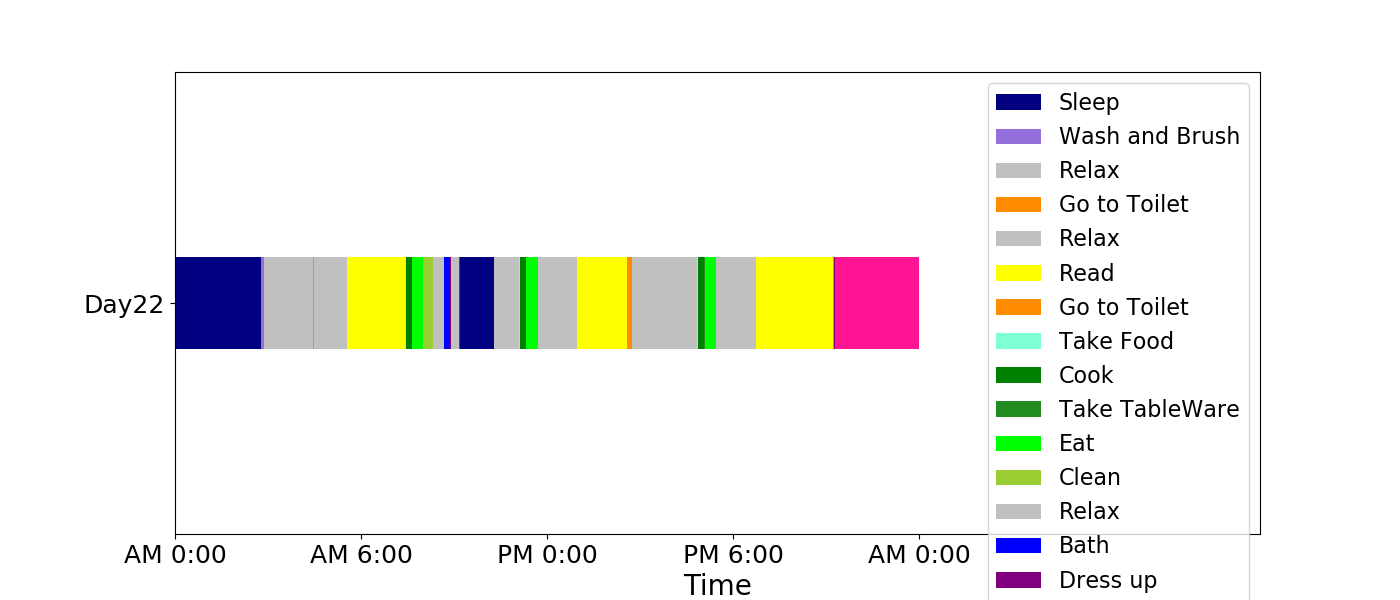 Sleep
Wash and Brush
Relax
Go to Toilet
Relax
Read
Go to Toilet
Take Food
Cook
Take TableWare
Eat
Clean
Relax
Bath
Dress up
Day22
AM 0:00 AM 6:00 PM 0:00 PM 6:00 AM 0:00
Time